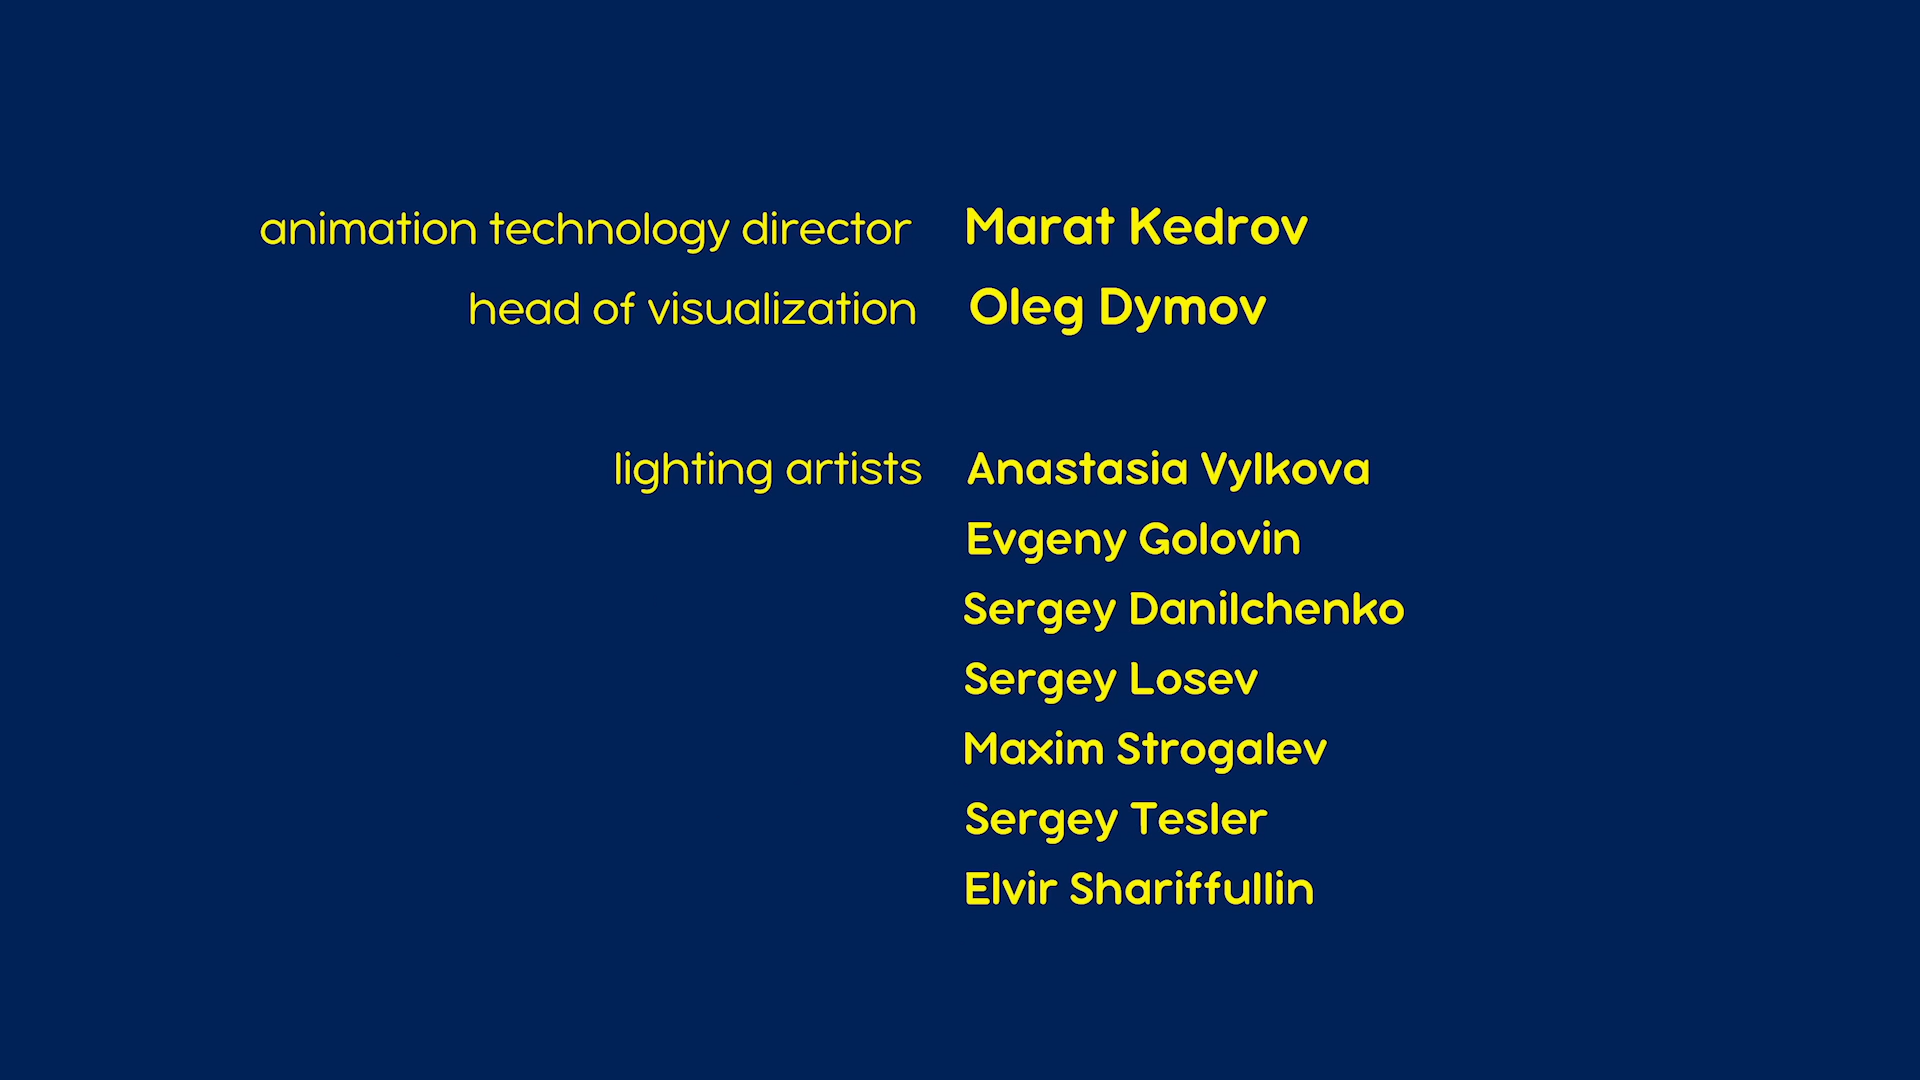 animation technology director Marat Kedrov
head of visualization Oleg Dymov
lighting artists Anastasia Vylkova
Evgeny Golovin
Sergey Danilchenko
Sergey Losev
Maxim Strogalev
Sergey Tesler
Elvir Shariffullin